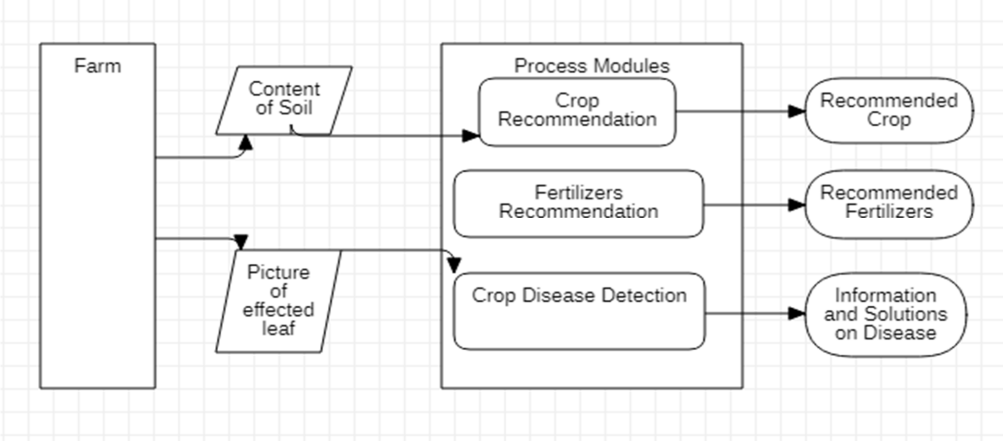 Farm
Content
of Soil
Process Modules
Crop
Recommendation
Recommended
Crop
Fertilizers
Recommendation
Recommended
Fertilizers
Picture
of
effected
leaf
Crop Disease Detection
Information
and Solutions
on Disease